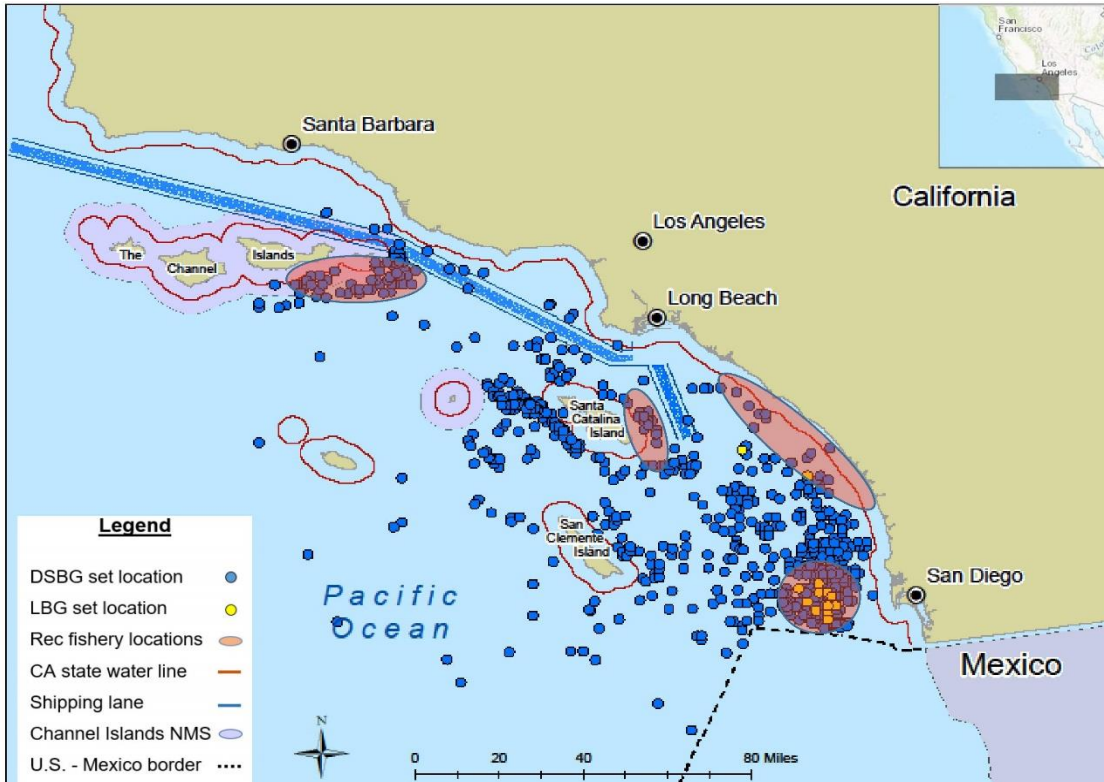 San
Francisco
Los
Angeles
Santa Barbara
California
Los Angeles
The
Channel
Islands
Long Beach
Santa
Catalina
Island
San
Clemente
Island
San Diego
Pacific
Ocean
Mexico
Legend
DSBG set location
LBG set location
Rec fishery locations
CA state water line
Shipping lane
Channel Islands NMS
U.S. - Mexico border
N
0 20 40 80 Miles